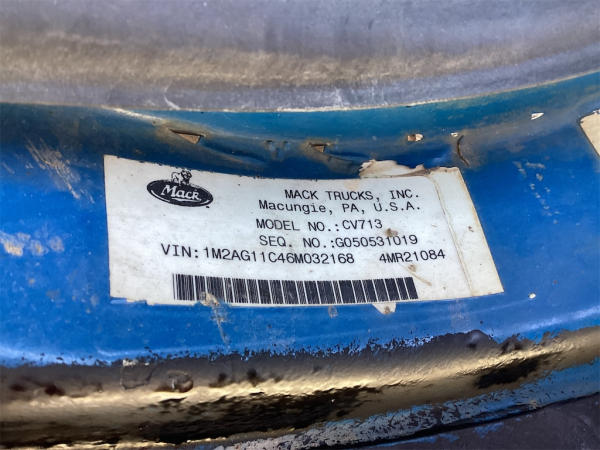 Mack
MACK TRUCKS, INC.
Macungie, PA, U.S.A.
MODEL NO.:CV713
SEQ. NO.:G050531019
VIN:1M2AG11C46M032168 4MR21084